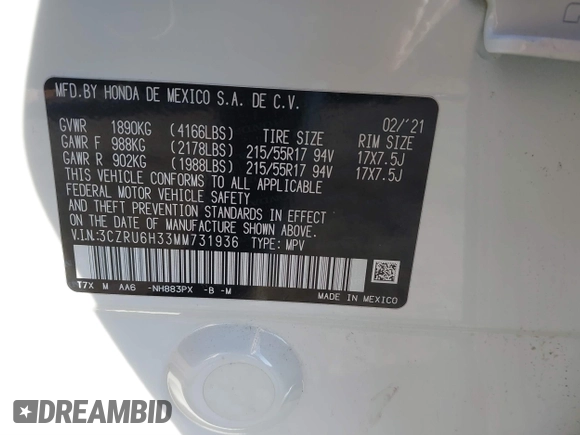 MFD.BY HONDA DE MEXICO S.A. DE C.V.
02/'21
GVWR 1890KG (4166LBS) TIRE SIZE RIM SIZE
GAWR F 988KG (2178LBS) 215/55R17 94V 17X7.5J
GAWR R 902KG (1988LBS) 215/55R17 94V 17X7.5J
THIS VEHICLE CONFORMS TO ALL APPLICABLE
FEDERAL MOTOR VEHICLE SAFETY
AND THEFT PREVENTION STANDARDS IN EFFECT
ON THE DATE OF MANUFACTURE SHOWN ABOVE.
V.I.N:3CZRU6H33MM731936 TYPE: MPV
T7X M AA6 -NH883PX -B -M
MADE IN MEXICO
DREAMBID